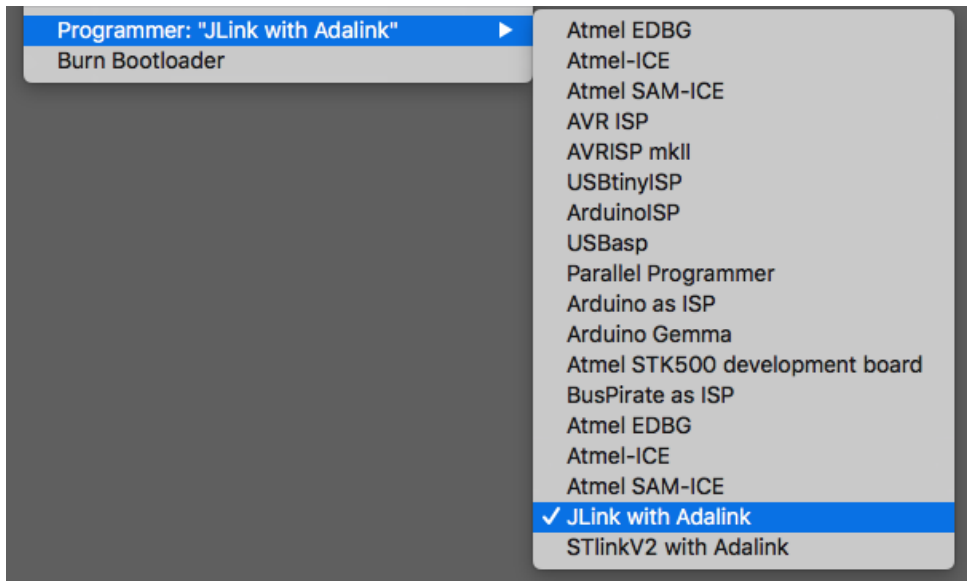 Programmer: "JLink with Adalink"
Burn Bootloader
Atmel EDBG
Atmel-ICE
Atmel SAM-ICE
AVR ISP
AVRISP mkII
USBtinyISP
ArduinoISP
USBasp
Parallel Programmer
Arduino as ISP
Arduino Gemma
Atmel STK500 development board
BusPirate as ISP
Atmel EDBG
Atmel-ICE
Atmel SAM-ICE
JLink with Adalink
STlinkV2 with Adalink